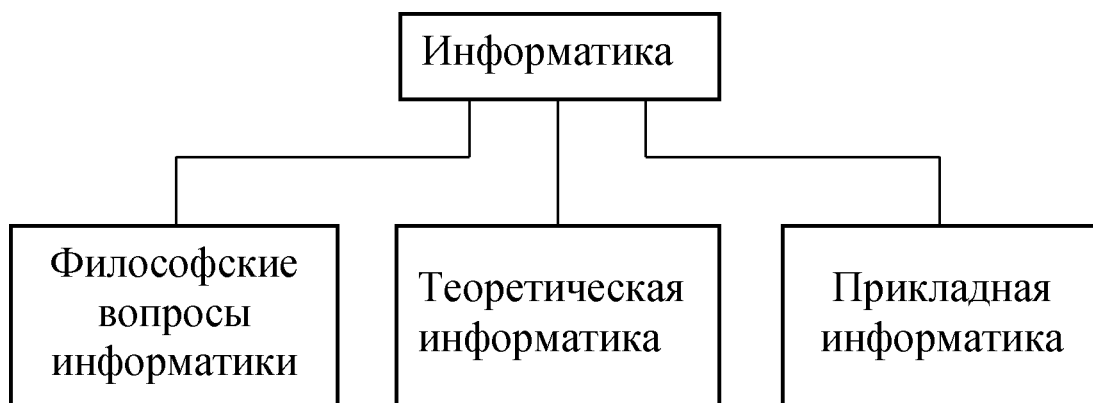 Информатика
Философские
вопросы
информатики
Теоретическая
информатика
Прикладная
информатика